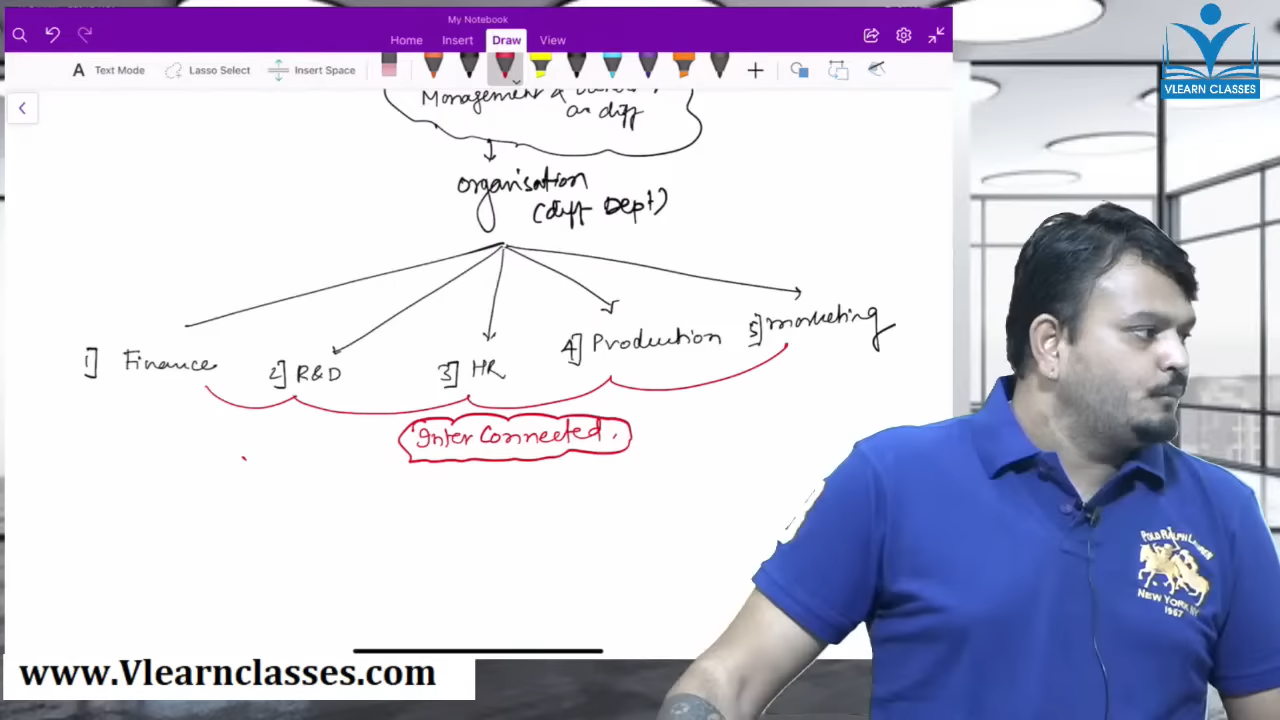 My Notebook
Home Insert Draw View
VLEARN CLASSES
A Text Mode Lasso Select Insert Space
Management &
on diff
organisation
(diff Dept)
1] Finance 2] R&D 3] HR 4] Production 5] marketing
Inter Connected.
POLO RALPH LAUREN
NEW YORK NY
1967
www.Vlearnclasses.com